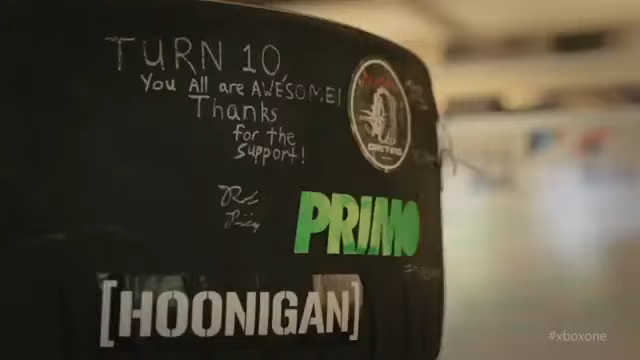 TURN 10,
You All are AWESOME!
Thanks
for the
support!
PRIMO
[HOONIGAN]
#xboxone